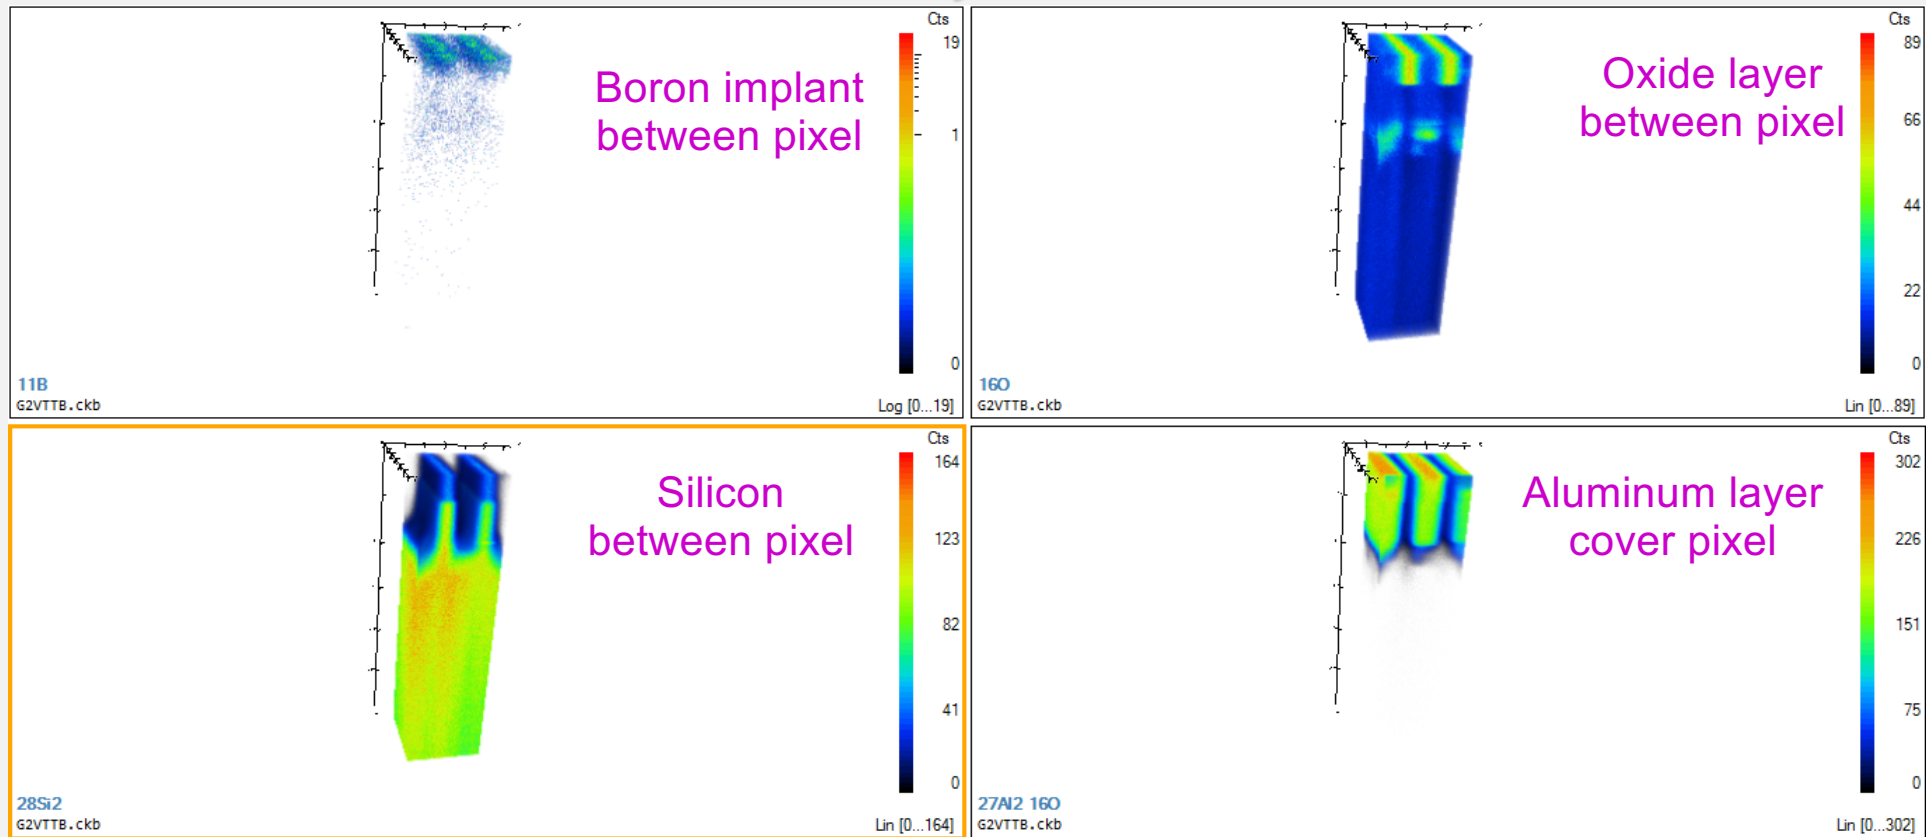 Cts
19
1
0
Boron implant
between pixel
11B
G2VTTB.ckb
Log [0...19]
Cts
89
66
44
22
0
Oxide layer
between pixel
16O
G2VTTB.ckb
Lin [0...89]
Cts
164
123
82
41
0
Silicon
between pixel
28Si2
G2VTTB.ckb
Lin [0...164]
Cts
302
226
151
75
0
Aluminum layer
cover pixel
27Al2 16O
G2VTTB.ckb
Lin [0...302]